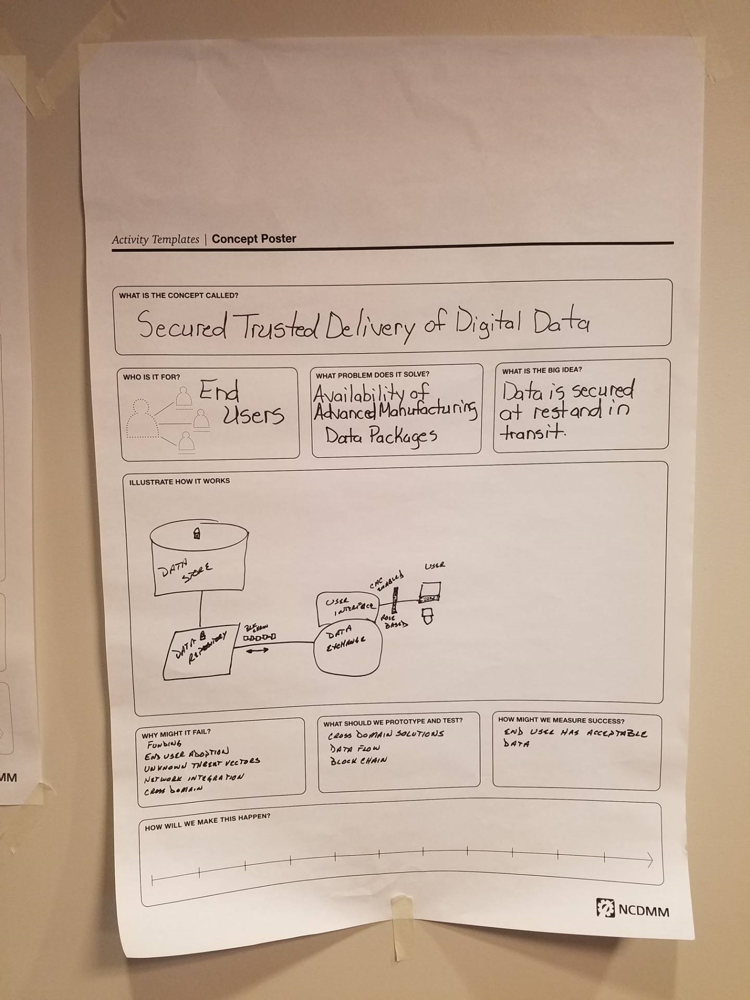 Activity Templates | Concept Poster
WHAT IS THE CONCEPT CALLED?
Secured Trusted Delivery of Digital Data
WHO IS IT FOR?
End
Users
WHAT PROBLEM DOES IT SOLVE?
Availability of
Advanced Manufacturing
Data Packages
WHAT IS THE BIG IDEA?
Data is secured
at rest and in
transit.
ILLUSTRATE HOW IT WORKS
DATA
STORE
DATA
REPOSITORY
BLK
CHAIN
USER
INTERFACE
DATA
EXCHANGE
CAC
ENABLED
ROLE
BASED
USER
WHY MIGHT IT FAIL?
FUNDING
END USER ADOPTION
UNKNOWN THREAT VECTORS
NETWORK INTEGRATION
CROSS DOMAIN
WHAT SHOULD WE PROTOTYPE AND TEST?
CROSS DOMAIN SOLUTIONS
DATA FLOW
BLOCK CHAIN
HOW MIGHT WE MEASURE SUCCESS?
END USER HAS ACCEPTABLE
DATA
HOW WILL WE MAKE THIS HAPPEN?
NCDMM
MM